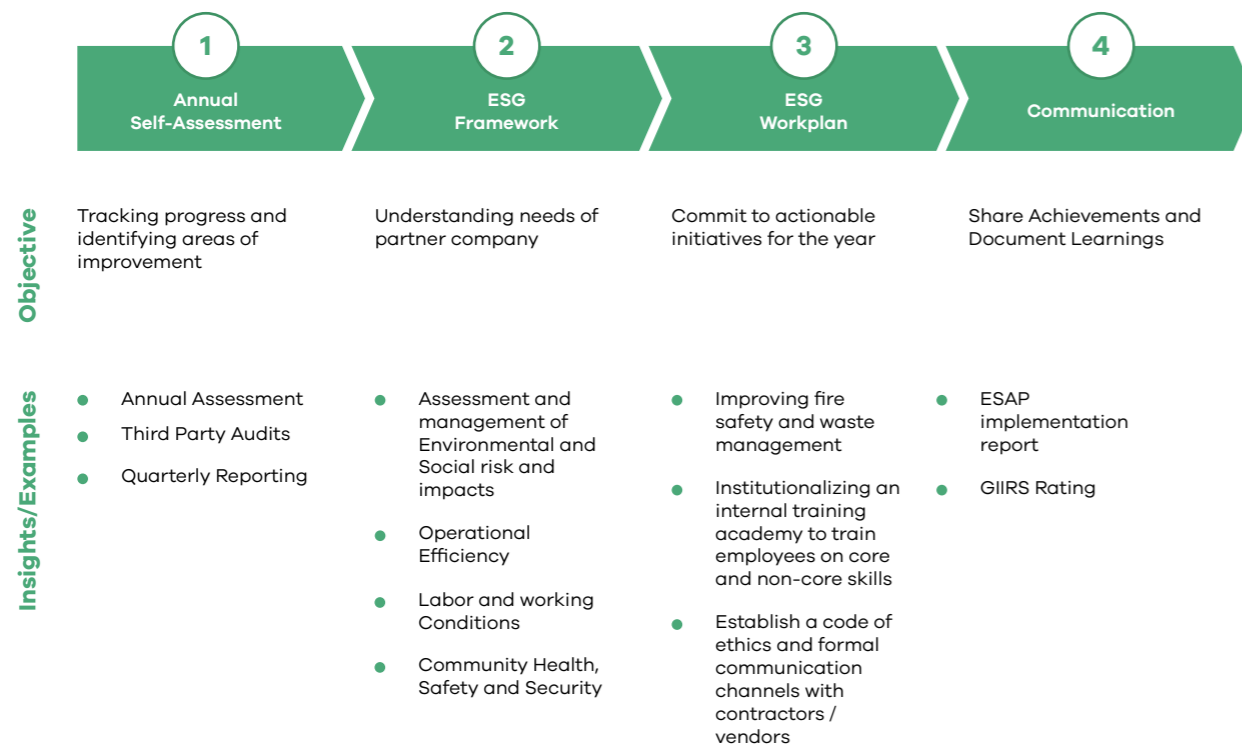 1
Annual
Self-Assessment
2
ESG
Framework
3
ESG
Workplan
4
Communication
Objective
Tracking progress and
identifying areas of
improvement
Understanding needs of
partner company
Commit to actionable
initiatives for the year
Share Achievements and
Document Learnings
Insights/Examples
Annual Assessment
Third Party Audits
Quarterly Reporting
Assessment and
management of
Environmental and
Social risk and
impacts
Operational
Efficiency
Labor and working
Conditions
Community Health,
Safety and Security
Improving fire
safety and waste
management
Institutionalizing an
internal training
academy to train
employees on core
and non-core skills
Establish a code of
ethics and formal
communication
channels with
contractors /
vendors
ESAP
implementation
report
GIIRS Rating